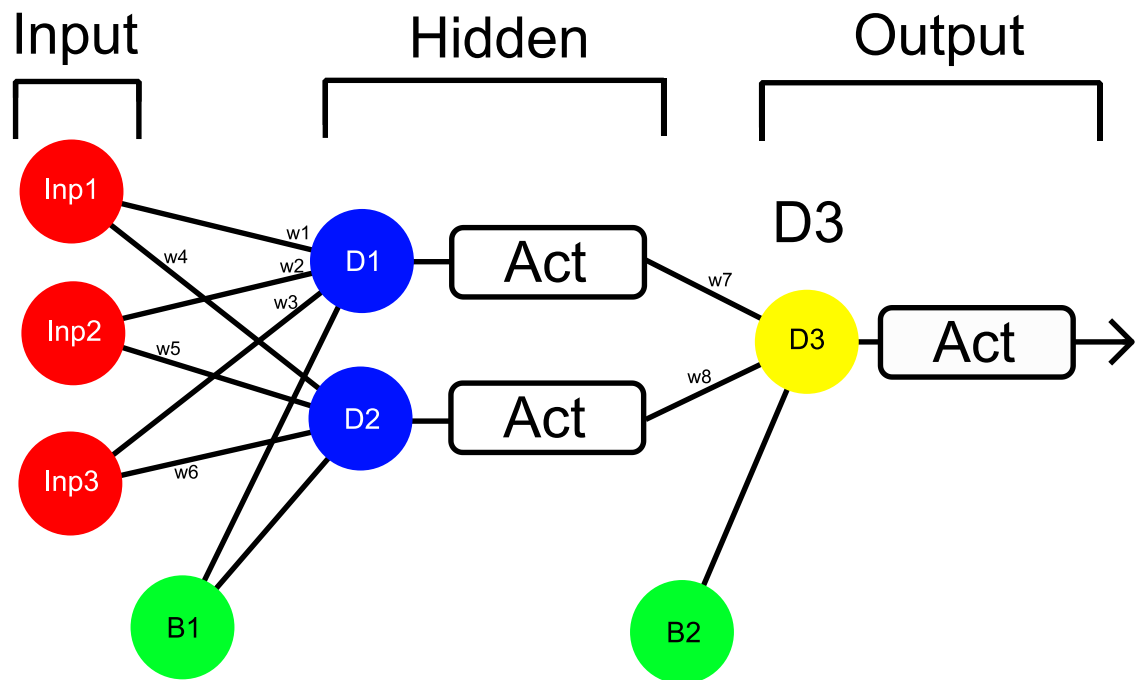 Input
Hidden
Output
Inp1
Inp2
Inp3
w1
w4
w2
w3
w5
w6
D1
D2
Act
Act
w7
w8
D3
D3
Act
B1
B2